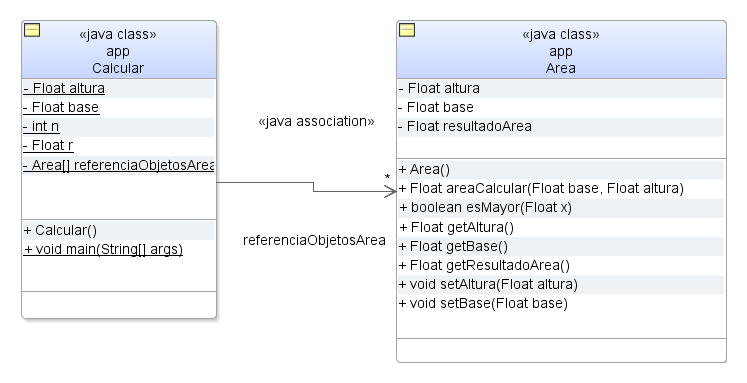 «java class»
app
Calcular
- Float altura
- Float base
- int n
- Float r
- Area[] referenciaObjetosArea
+ Calcular()
+ void main(String[] args)
«java association»
*
referenciaObjetosArea
«java class»
app
Area
- Float altura
- Float base
- Float resultadoArea
+ Area()
+ Float areaCalcular(Float base, Float altura)
+ boolean esMayor(Float x)
+ Float getAltura()
+ Float getBase()
+ Float getResultadoArea()
+ void setAltura(Float altura)
+ void setBase(Float base)